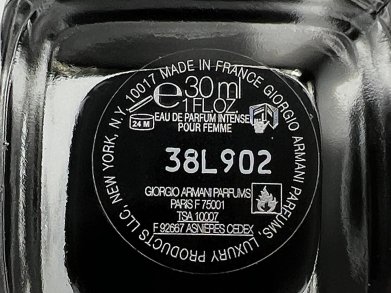 MADE IN FRANCE GIORGIO ARMANI PARFUMS, LUXURY PRODUCTS LLC, NEW YORK, N.Y. 10017
e 30 ml
1 FL.OZ
EAU DE PARFUM INTENSE
POUR FEMME
24 M
38L902
GIORGIO ARMANI PARFUMS
PARIS F 75001
TSA 10007
F 92667 ASNIERES CEDEX